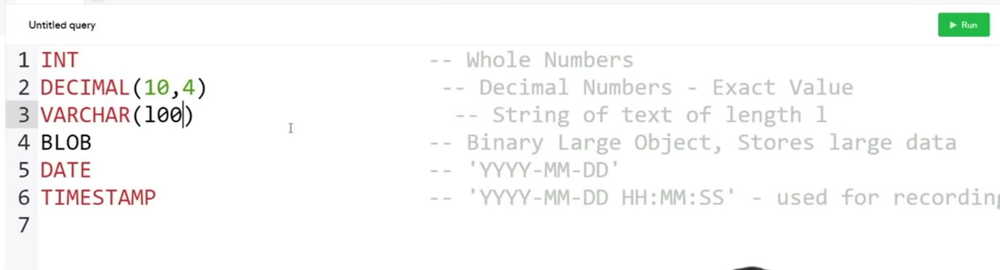 Untitled query
Run
1 INT -- Whole Numbers
2 DECIMAL(10,4) -- Decimal Numbers - Exact Value
3 VARCHAR(l00) -- String of text of length l
4 BLOB -- Binary Large Object, Stores large data
5 DATE -- 'YYYY-MM-DD'
6 TIMESTAMP -- 'YYYY-MM-DD HH:MM:SS' - used for recording
7